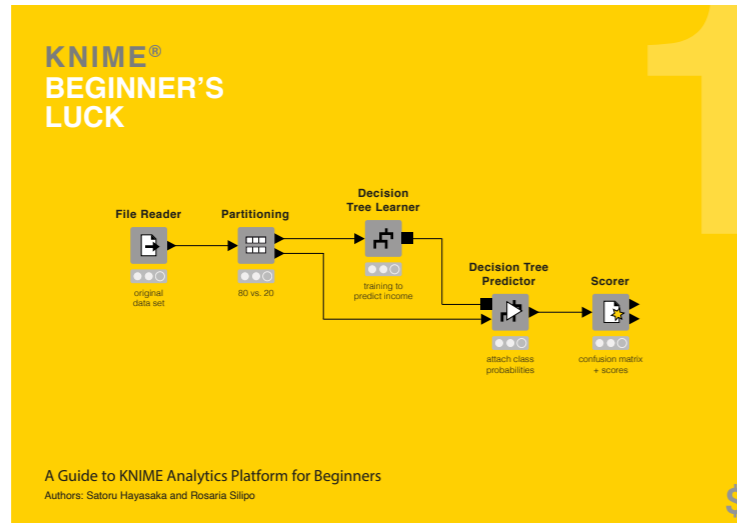 KNIME®
BEGINNER'S
LUCK
1
Decision
Tree Learner
File Reader
Partitioning
original
data set
80 vs. 20
training to
predict income
Decision Tree
Predictor
Scorer
attach class
probabilities
confusion matrix
+ scores
A Guide to KNIME Analytics Platform for Beginners
Authors: Satoru Hayasaka and Rosaria Silipo